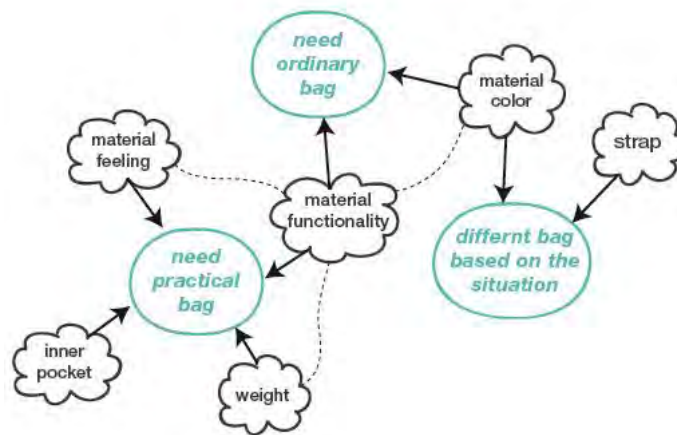 need
ordinary
bag
material
color
material
feeling
strap
material
functionality
need
practical
bag
differnt bag
based on the
situation
inner
pocket
weight